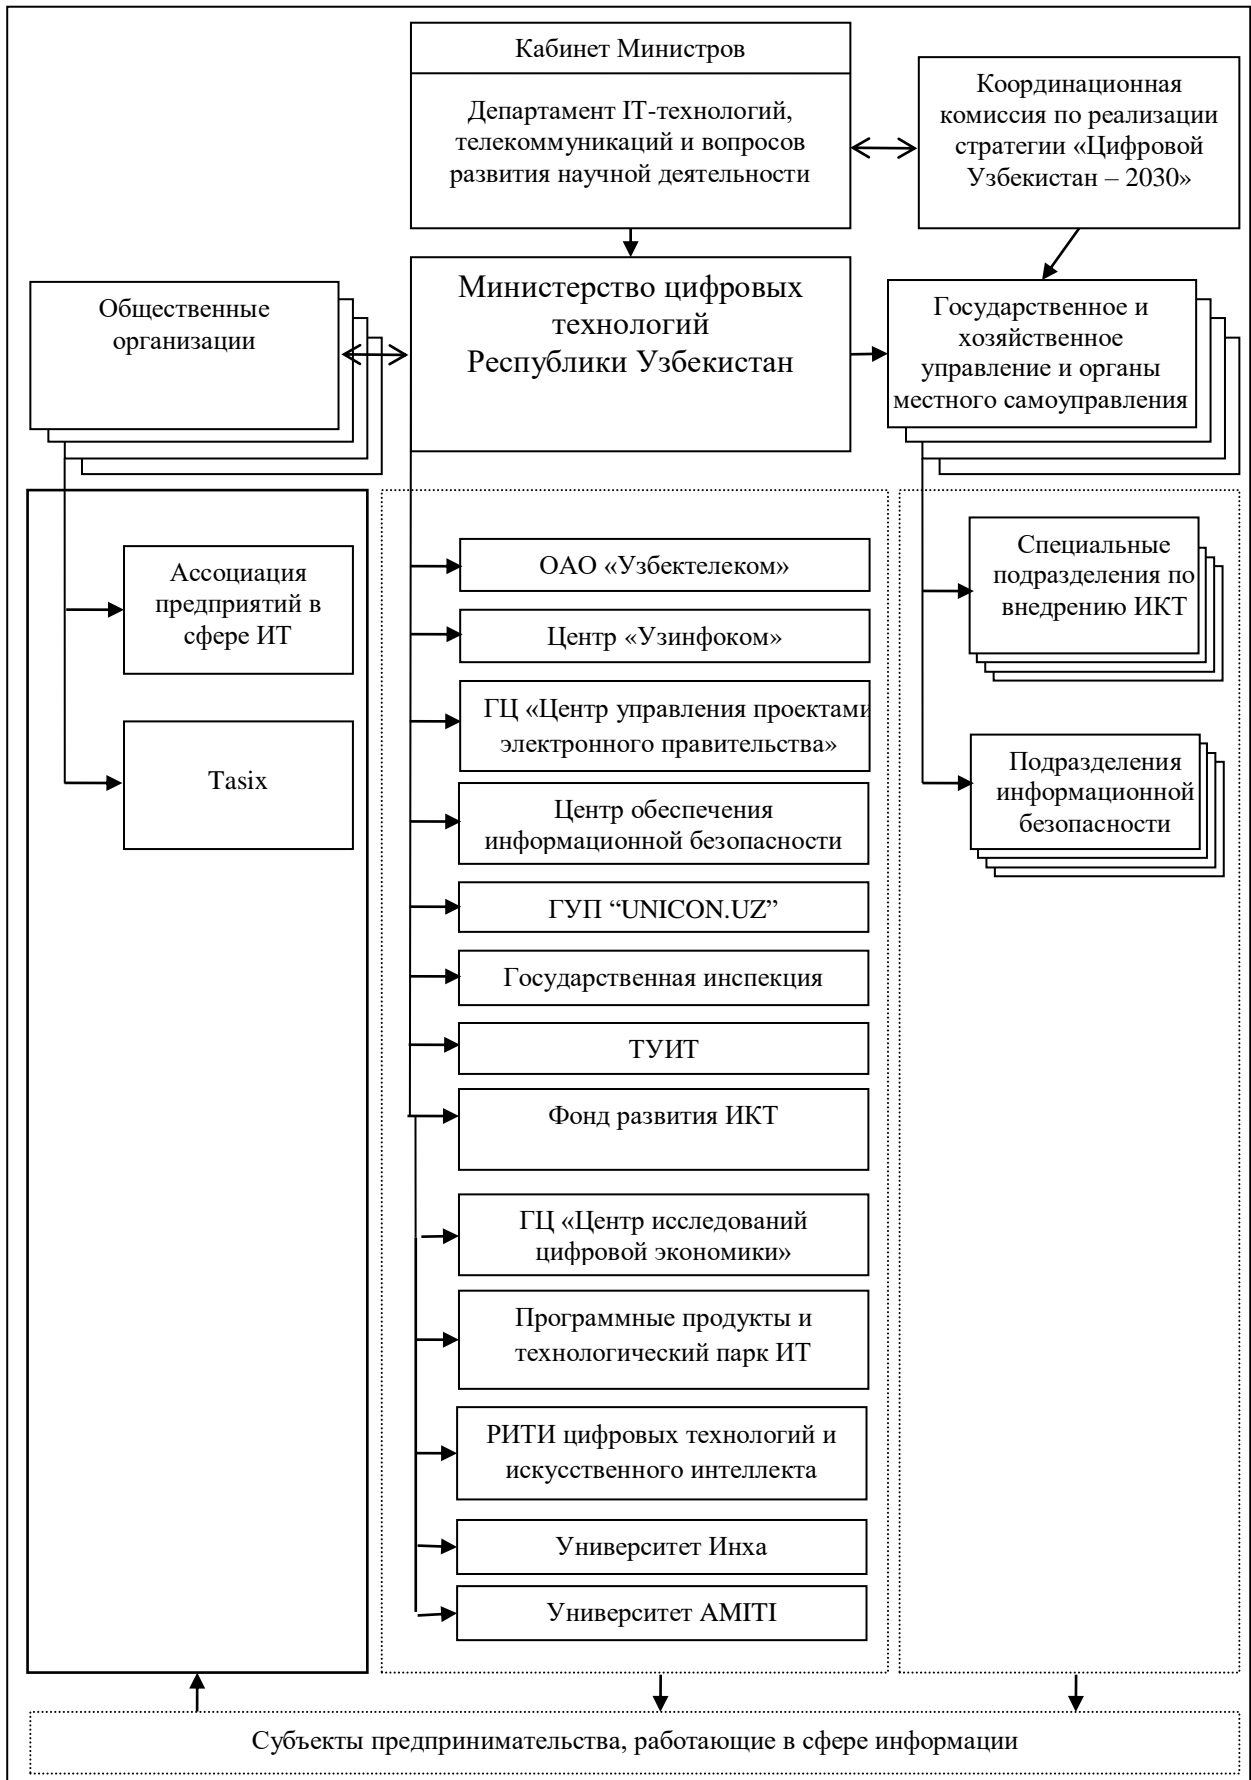 Кабинет Министров
Департамент IT-технологий,
телекоммуникаций и вопросов
развития научной деятельности
Координационная
комиссия по реализации
стратегии «Цифровой
Узбекистан – 2030»
Общественные
организации
Министерство цифровых
технологий
Республики Узбекистан
Государственное и
хозяйственное
управление и органы
местного самоуправления
Ассоциация
предприятий в
сфере ИТ
Tasix
ОАО «Узбектелеком»
Центр «Узинфоком»
ГЦ «Центр управления проектами
электронного правительства»
Центр обеспечения
информационной безопасности
ГУП “UNICON.UZ”
Государственная инспекция
ТУИТ
Фонд развития ИКТ
ГЦ «Центр исследований
цифровой экономики»
Программные продукты и
технологический парк ИТ
РИТИ цифровых технологий и
искусственного интеллекта
Университет Инха
Университет AMITI
Специальные
подразделения по
внедрению ИКТ
Подразделения
информационной
безопасности
Субъекты предпринимательства, работающие в сфере информации